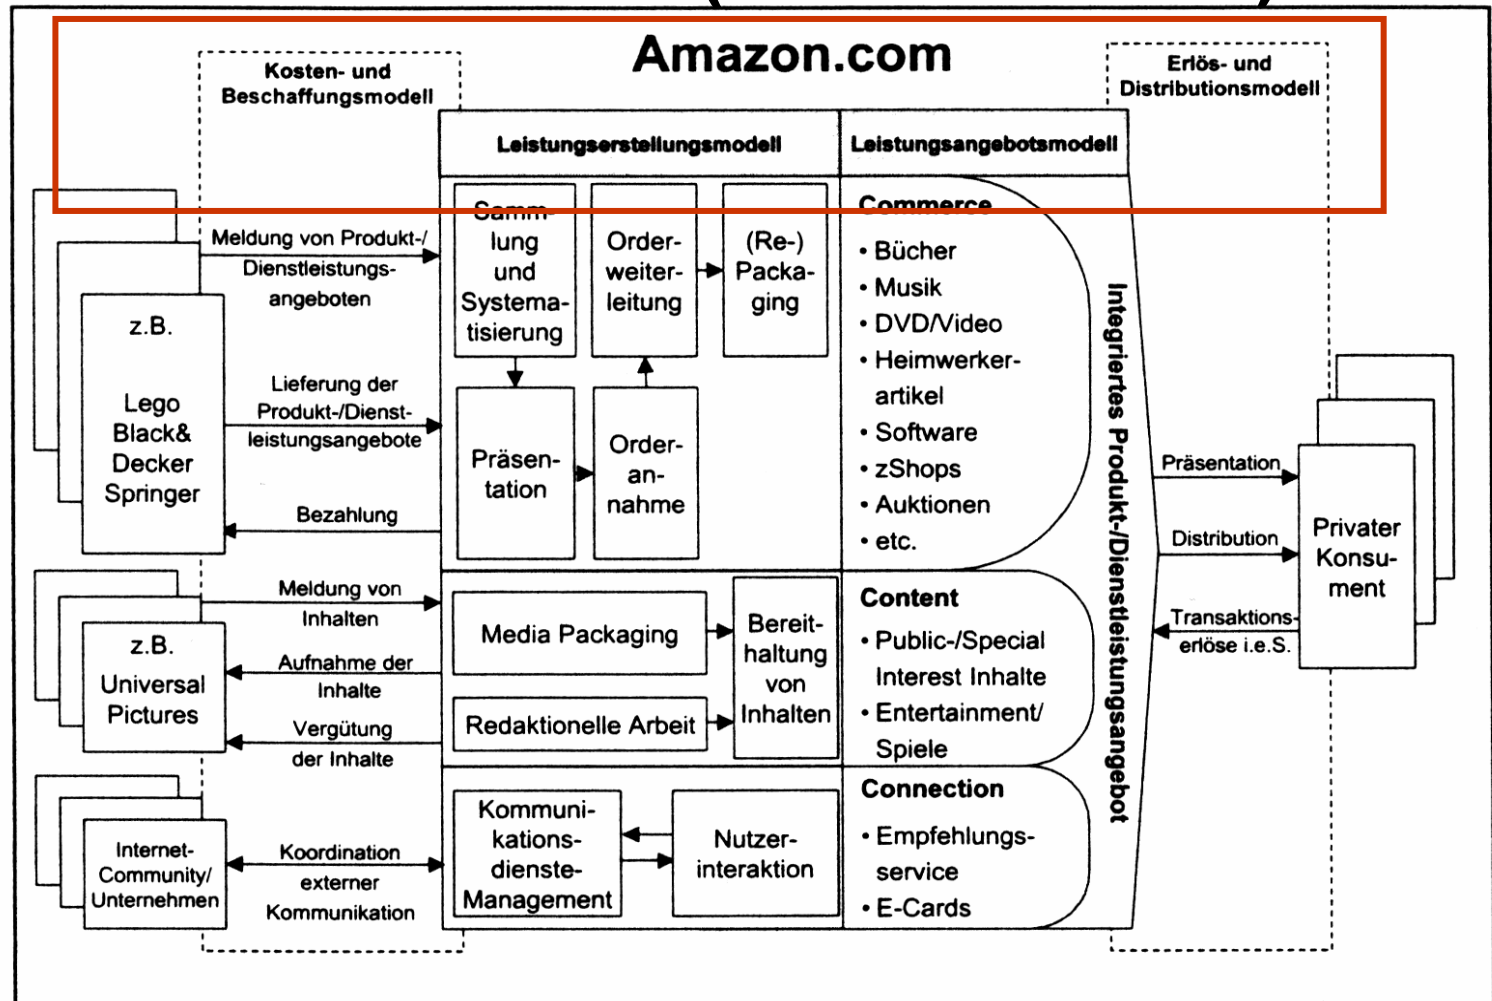 Amazon.com
Kosten- und
Beschaffungsmodell
Erlös- und
Distributionsmodell
Leistungserstellungsmodell
Leistungsangebotsmodell
Meldung von Produkt-/
Dienstleistungs-
angeboten
z.B.
Lego
Black&
Decker
Springer
Lieferung der
Produkt-/Dienst-
leistungsangebote
Bezahlung
Samm-
lung
und
Systema-
tisierung
Order-
weiter-
leitung
(Re-)
Packa-
ging
Präsen-
tation
Order-
an-
nahme
Commerce
• Bücher
• Musik
• DVD/Video
• Heimwerker-
artikel
• Software
• zShops
• Auktionen
• etc.
z.B.
Universal
Pictures
Meldung von
Inhalten
Aufnahme der
Inhalte
Vergütung
der Inhalte
Media Packaging
Redaktionelle Arbeit
Bereit-
haltung
von
Inhalten
Content
• Public-/Special
Interest Inhalte
• Entertainment/
Spiele
Internet-
Community/
Unternehmen
Koordination
externer
Kommunikation
Kommuni-
kations-
dienste-
Management
Nutzer-
interaktion
Connection
• Empfehlungs-
service
• E-Cards
Integriertes Produkt-/Dienstleistungsangebot
Präsentation
Distribution
Transaktions-
erlöse i.e.S.
Privater
Konsu-
ment